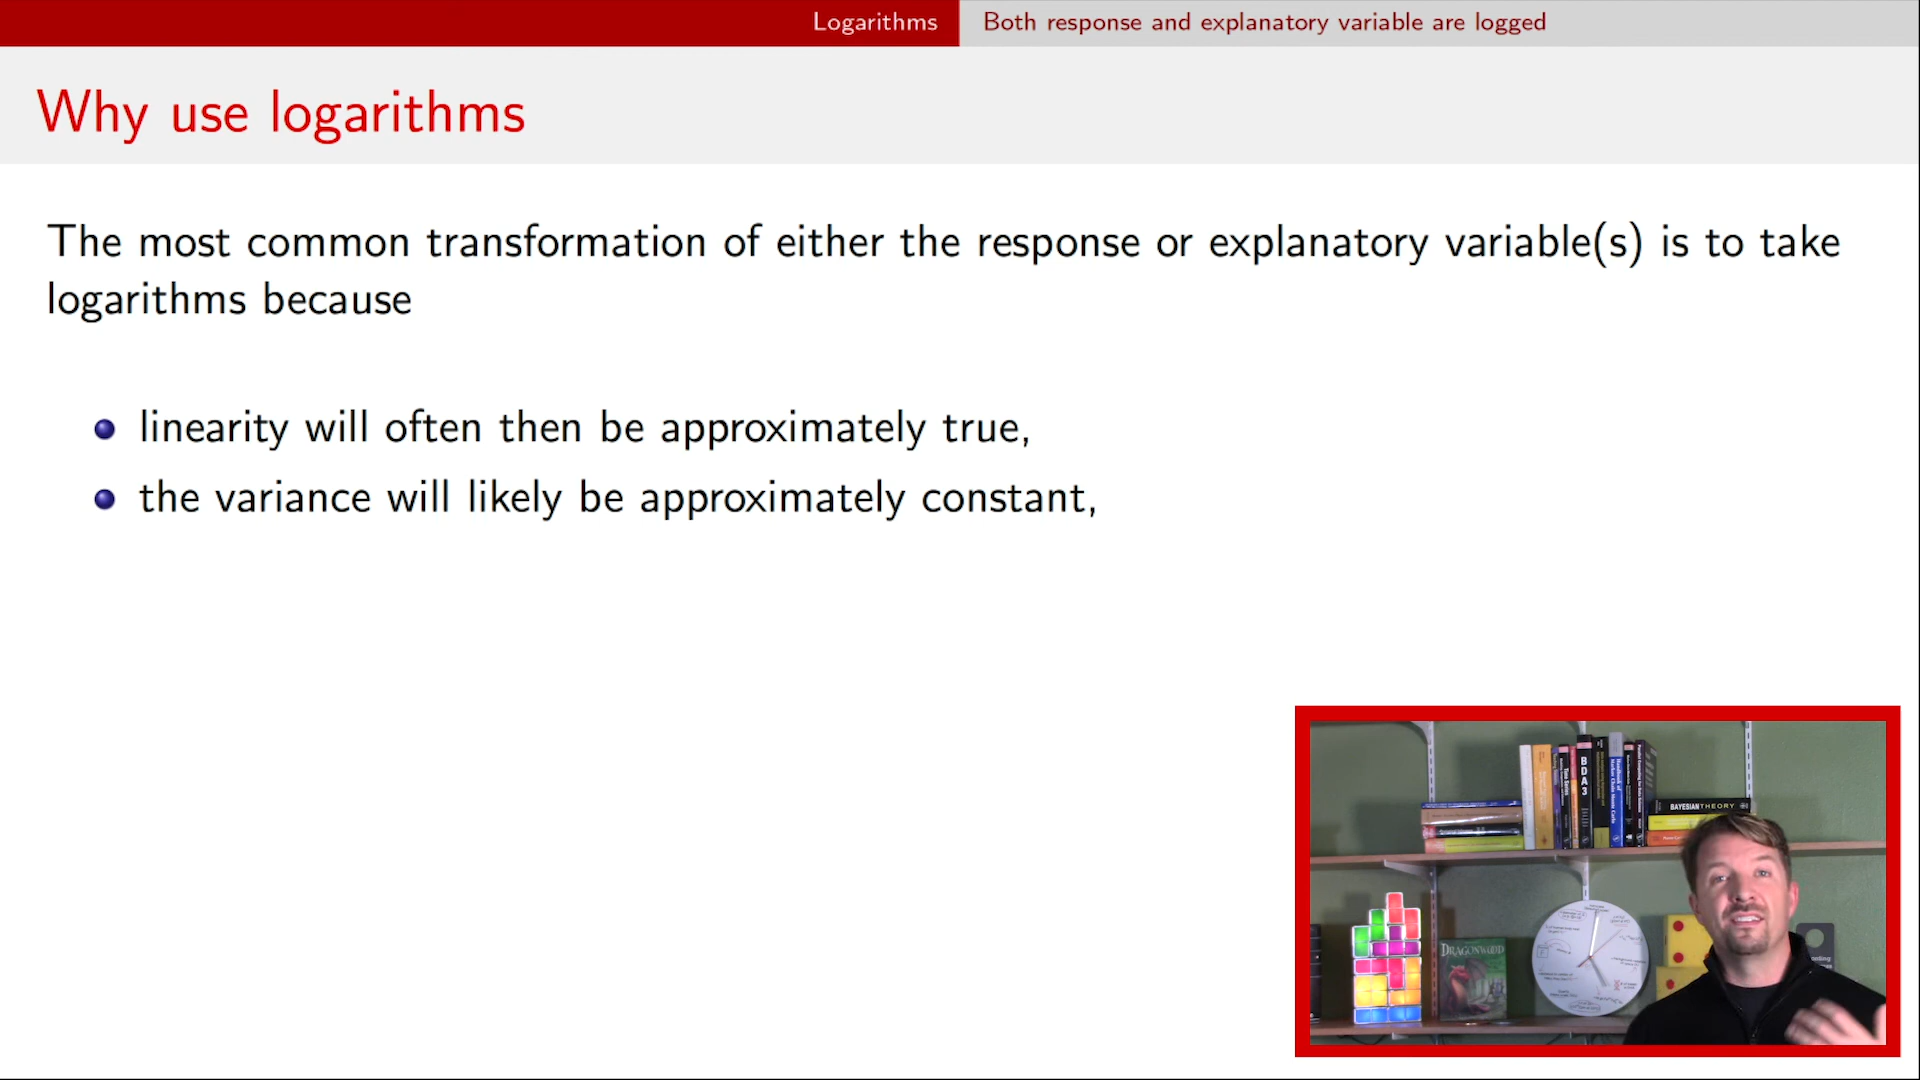 Logarithms
Both response and explanatory variable are logged
Why use logarithms
The most common transformation of either the response or explanatory variable(s) is to take
logarithms because
linearity will often then be approximately true,
the variance will likely be approximately constant,
BDA3
BAYESIAN THEORY
DRAGONWOOD